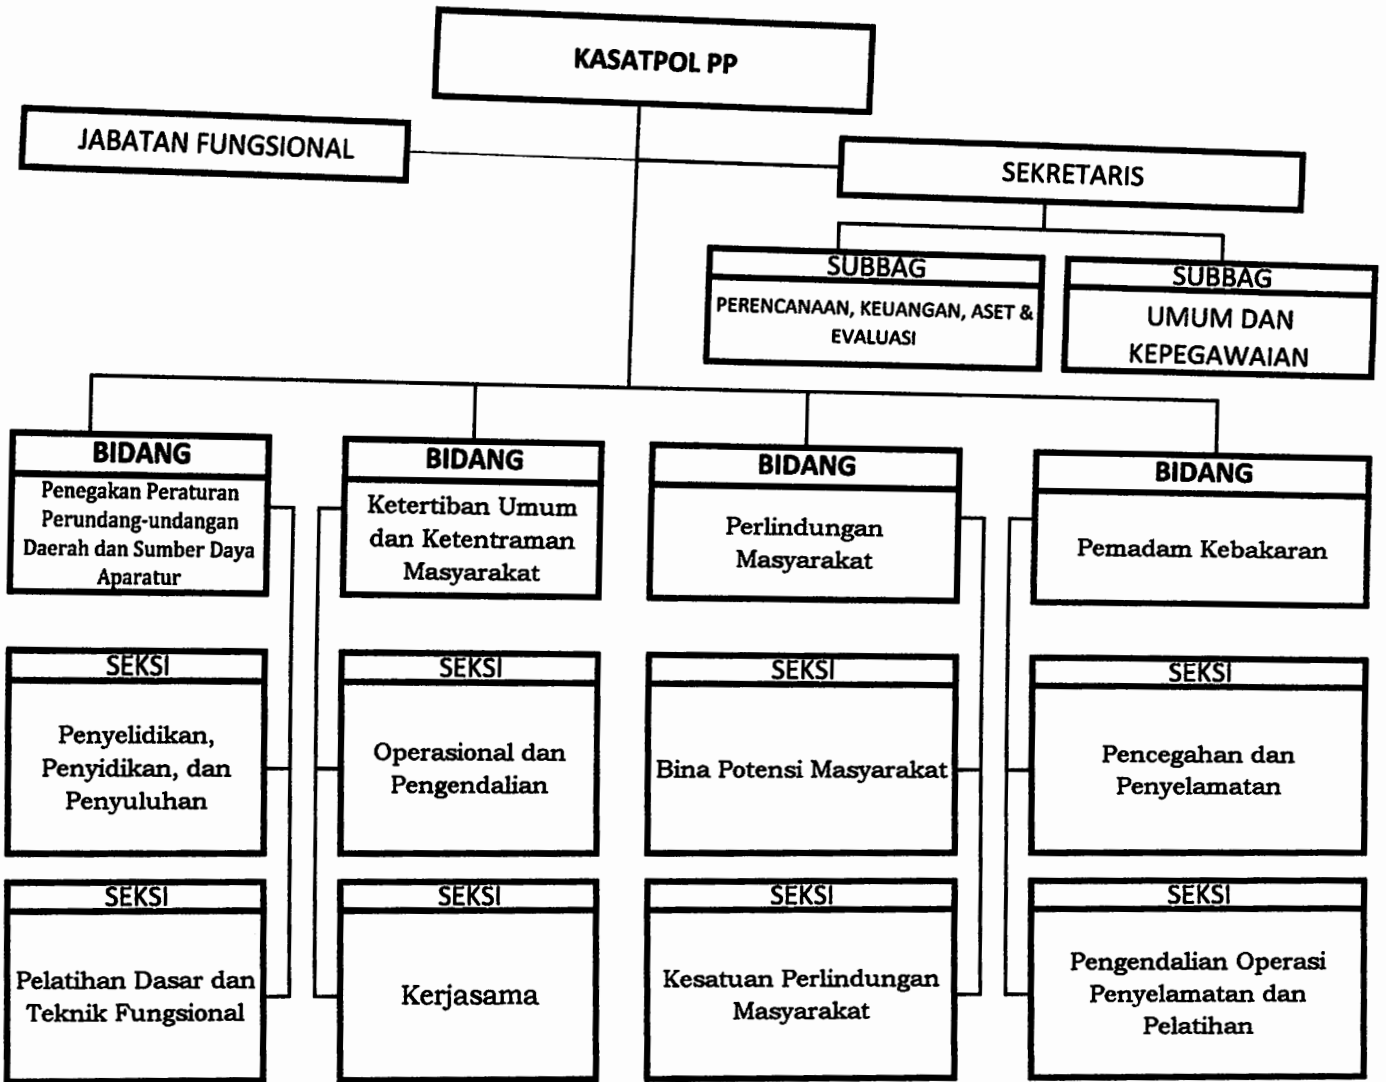 KASATPOL PP
JABATAN FUNGSIONAL
SEKRETARIS
SUBBAG
PERENCANAAN, KEUANGAN, ASET &
EVALUASI
SUBBAG
UMUM DAN
KEPEGAWAIAN
BIDANG
Penegakan Peraturan
Perundang-undangan
Daerah dan Sumber Daya
Aparatur
BIDANG
Ketertiban Umum
dan Ketentraman
Masyarakat
BIDANG
Perlindungan
Masyarakat
BIDANG
Pemadam Kebakaran
SEKSI
Penyelidikan,
Penyidikan, dan
Penyuluhan
SEKSI
Operasional dan
Pengendalian
SEKSI
Bina Potensi Masyarakat
SEKSI
Pencegahan dan
Penyelamatan
SEKSI
Pelatihan Dasar dan
Teknik Fungsional
SEKSI
Kerjasama
SEKSI
Kesatuan Perlindungan
Masyarakat
SEKSI
Pengendalian Operasi
Penyelamatan dan
Pelatihan